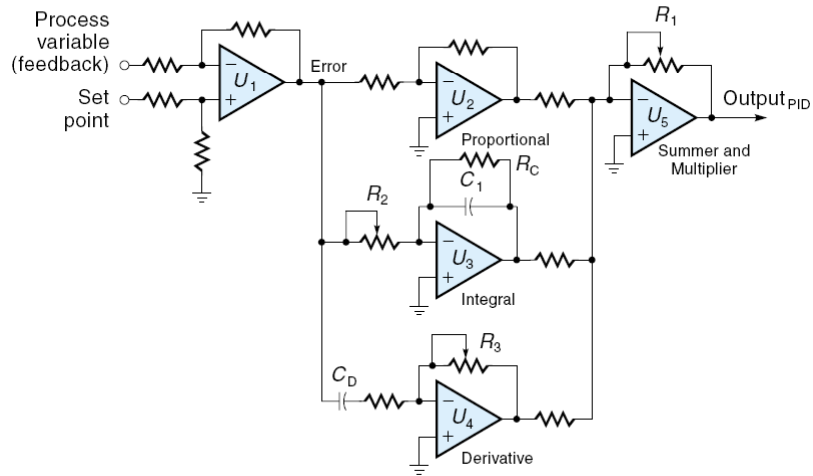 Process
variable
(feedback)
Set
point
U1
−
+
Error
U2
−
+
Proportional
RC
C1
R2
U3
−
+
Integral
CD
R3
U4
−
+
Derivative
R1
U5
−
+
OutputPID
Summer and
Multiplier